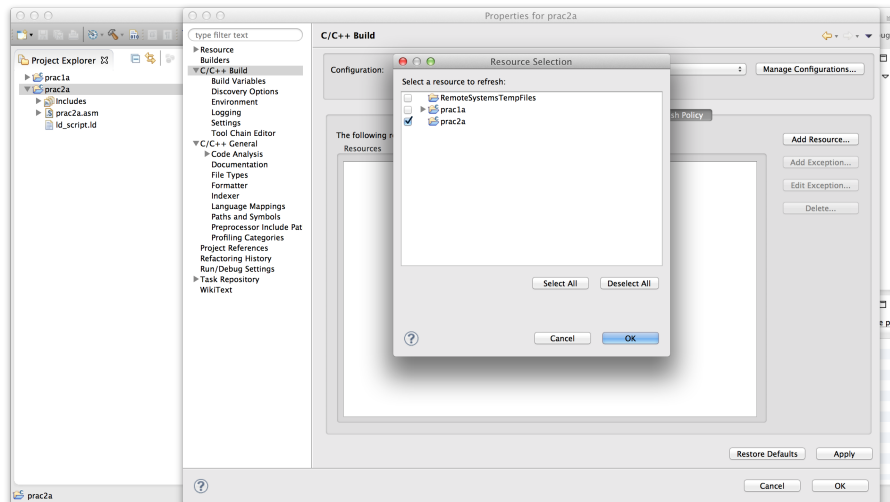 Properties for prac2a
type filter text
C/C++ Build
Project Explorer
prac1a
prac2a
Includes
prac2a.asm
ld_script.ld
Resource
Builders
C/C++ Build
Build Variables
Discovery Options
Environment
Logging
Settings
Tool Chain Editor
C/C++ General
Code Analysis
Documentation
File Types
Formatter
Indexer
Language Mappings
Paths and Symbols
Preprocessor Include Pat
Profiling Categories
Project References
Refactoring History
Run/Debug Settings
Task Repository
WikiText
Configuration:
Manage Configurations...
Resource Selection
Select a resource to refresh:
RemoteSystemsTempFiles
prac1a
prac2a
Select All
Deselect All
Cancel
OK
sh Policy
The following r
Resources
Add Resource...
Add Exception...
Edit Exception...
Delete...
Restore Defaults
Apply
Cancel
OK
prac2a